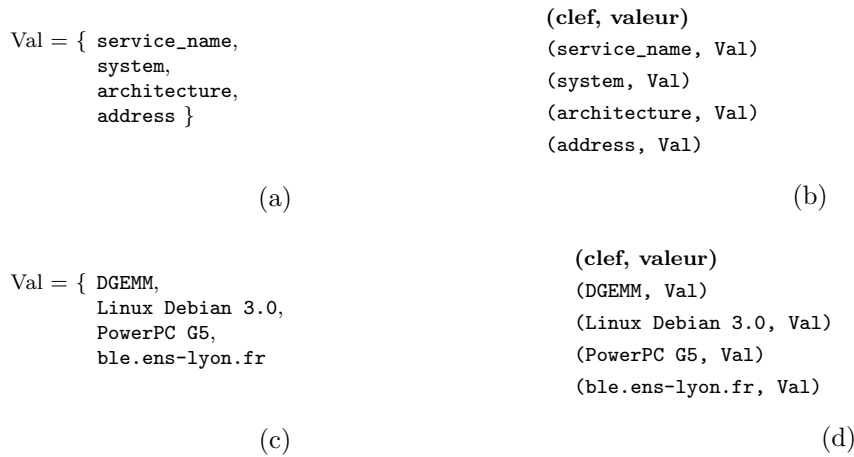 Val = { service_name,
system,
architecture,
address }
(a)
(clef, valeur)
(service_name, Val)
(system, Val)
(architecture, Val)
(address, Val)
(b)
Val = { DGEMM,
Linux Debian 3.0,
PowerPC G5,
ble.ens-lyon.fr
(c)
(clef, valeur)
(DGEMM, Val)
(Linux Debian 3.0, Val)
(PowerPC G5, Val)
(ble.ens-lyon.fr, Val)
(d)